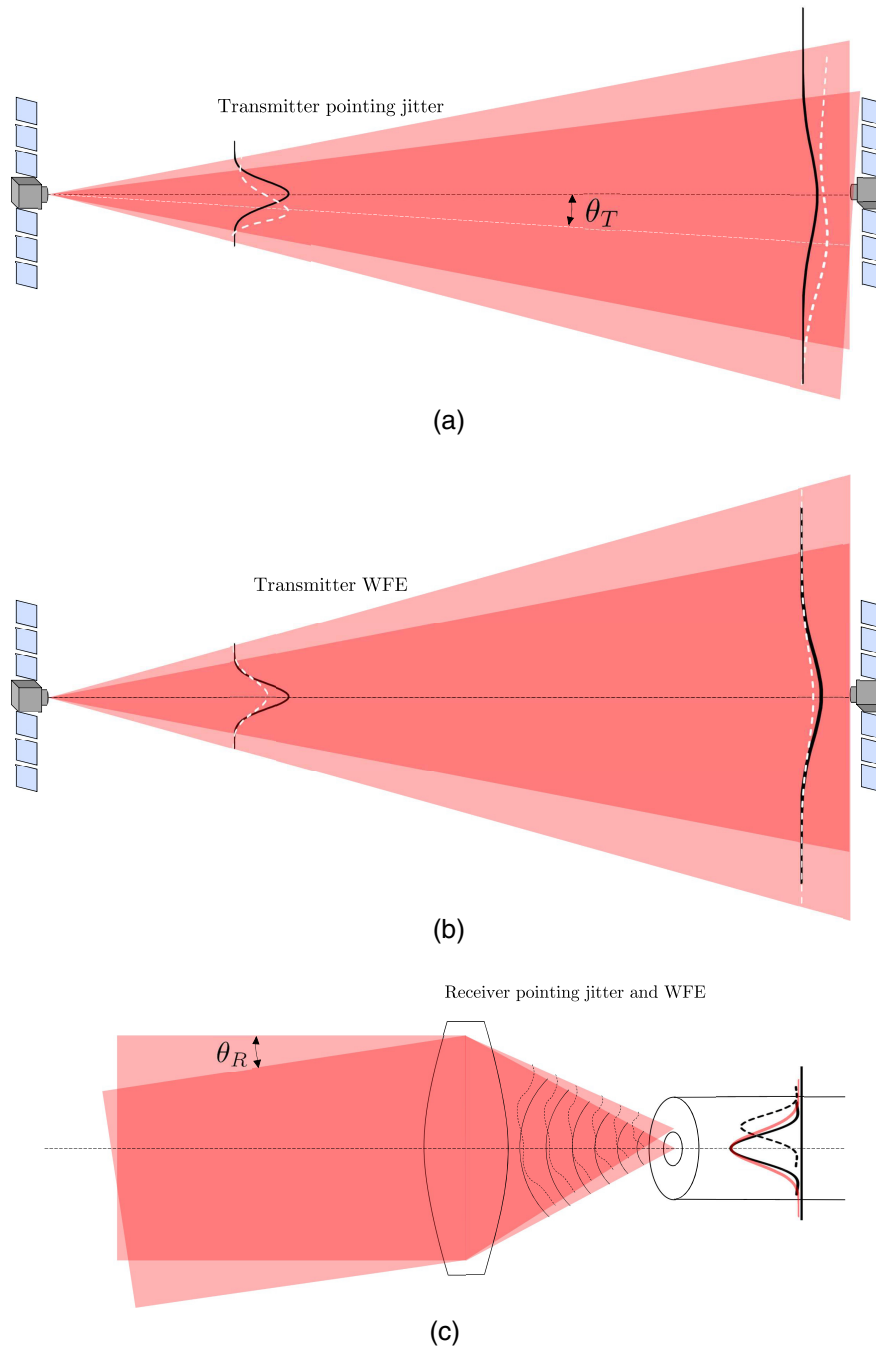 Transmitter pointing jitter
θ_T
(a)
Transmitter WFE
(b)
Receiver pointing jitter and WFE
θ_R
(c)